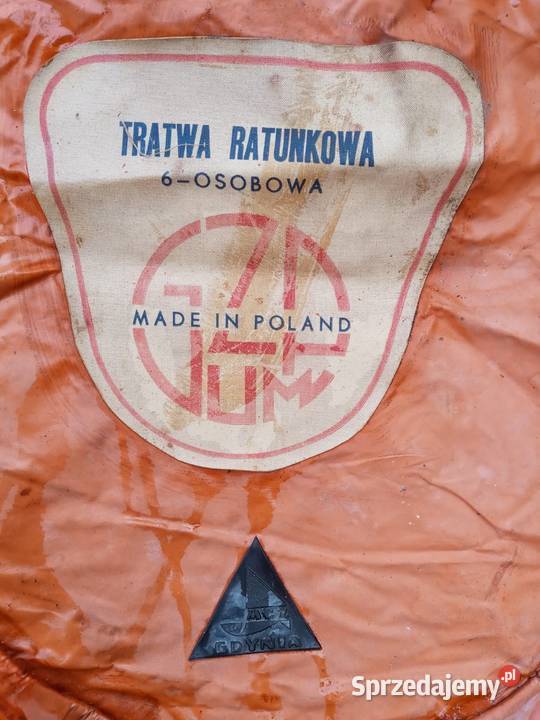 TRATWA RATUNKOWA
6-OSOBOWA
MADE IN POLAND
GDYNIA
Sprzedajemy.pl